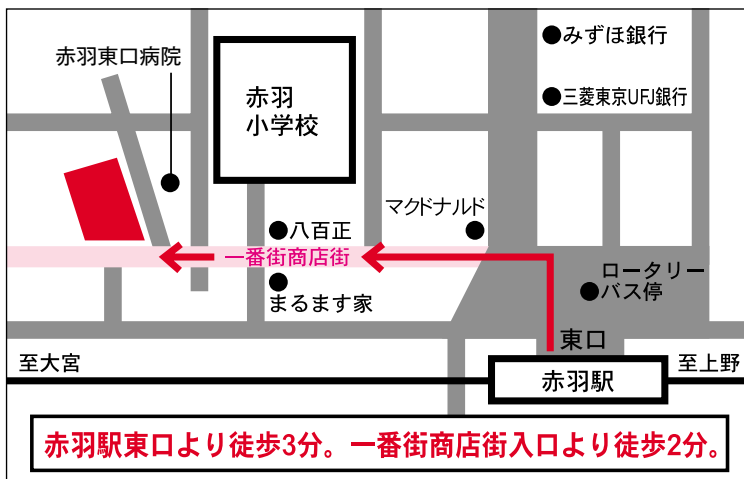 みずほ銀行
赤羽東口病院
三菱東京UFJ銀行
赤羽
小学校
マクドナルド
八百正
一番街商店街
まるます家
ロータリー
バス停
東口
至大宮
至上野
赤羽駅
赤羽駅東口より徒歩3分。一番街商店街入口より徒歩2分。